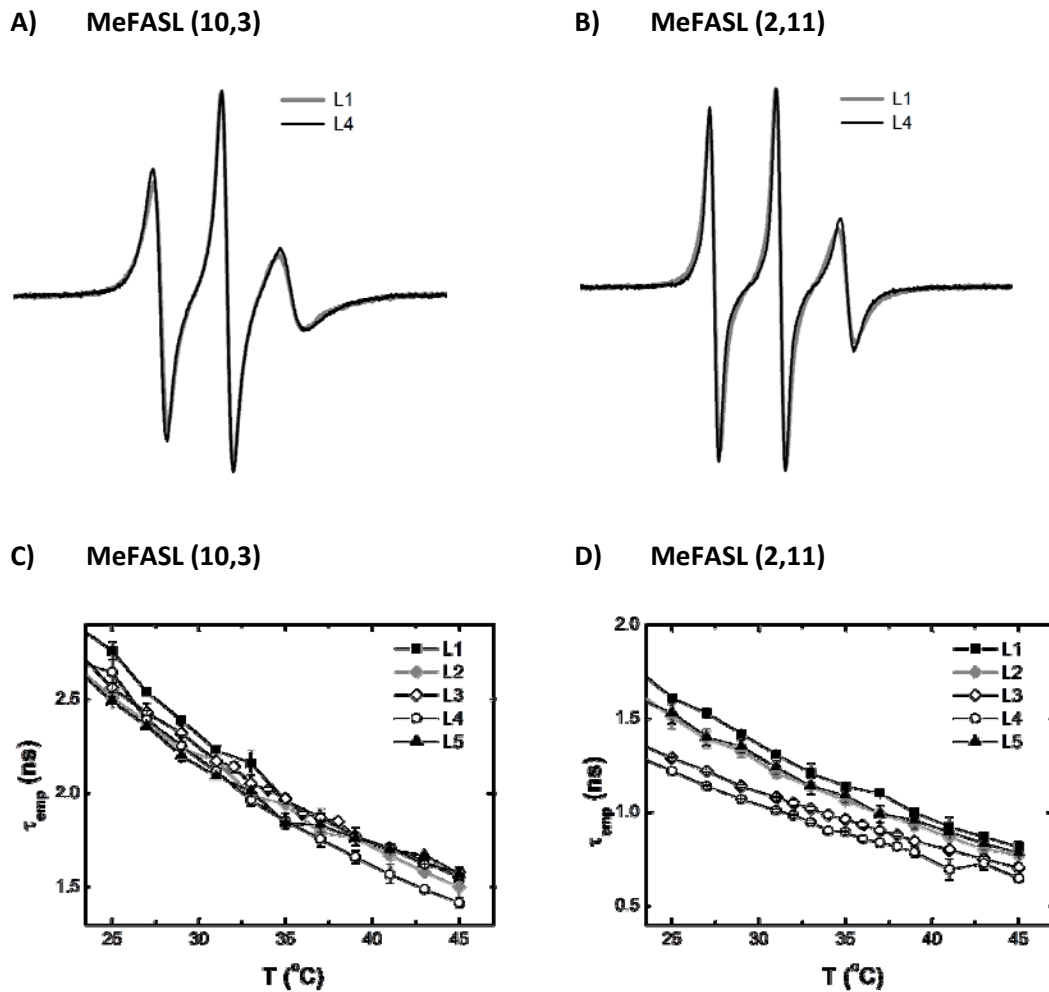 A) MeFASL (10,3)
B) MeFASL (2,11)
L1
L4
L1
L4
C) MeFASL (10,3)
D) MeFASL (2,11)
L1
L2
L3
L4
L5
2.5
2.0
1.5
τemp (ns)
25 30 35 40 45
T (°C)
L1
L2
L3
L4
L5
2.0
1.5
1.0
0.5
τemp (ns)
25 30 35 40 45
T (°C)